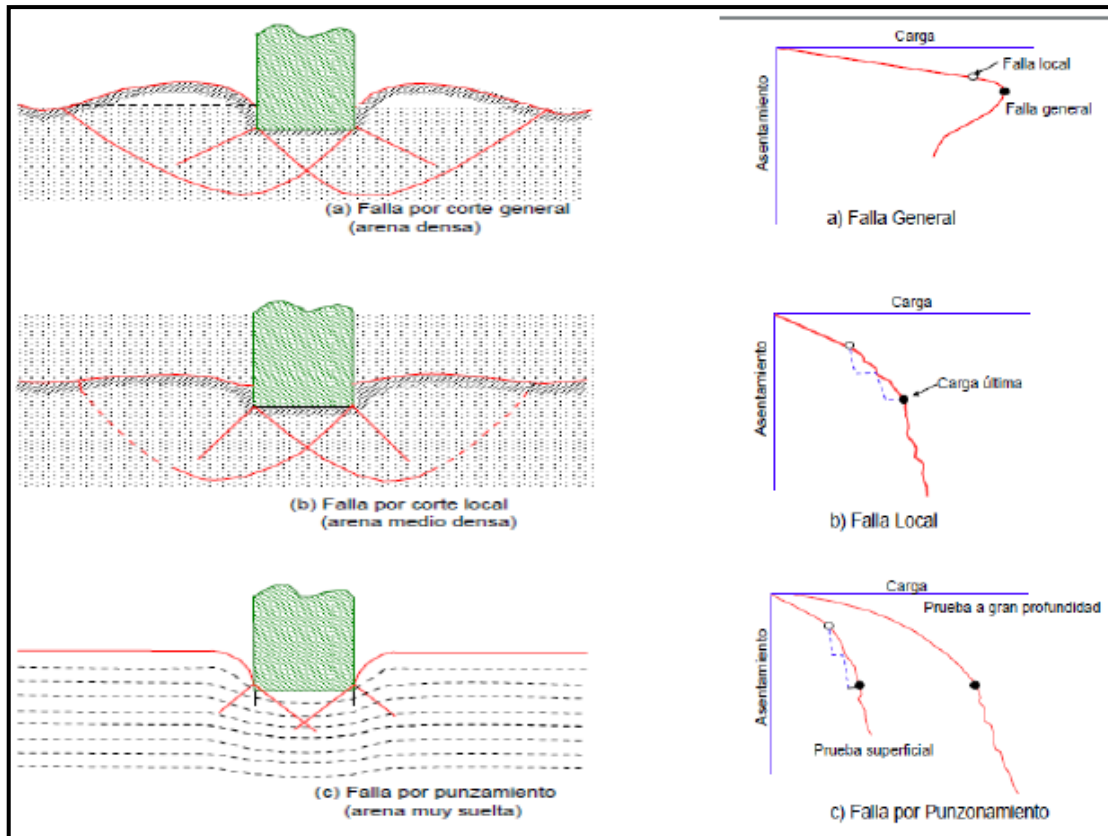 Carga
Asentamiento
Falla local
Falla general
(a) Falla por corte general
(arena densa)
a) Falla General
Carga
Asentamiento
Carga última
(b) Falla por corte local
(arena medio densa)
b) Falla Local
Carga
Prueba a gran profundidad
Asentamiento
Prueba superficial
(c) Falla por punzamiento
(arena muy suelta)
c) Falla por Punzonamiento